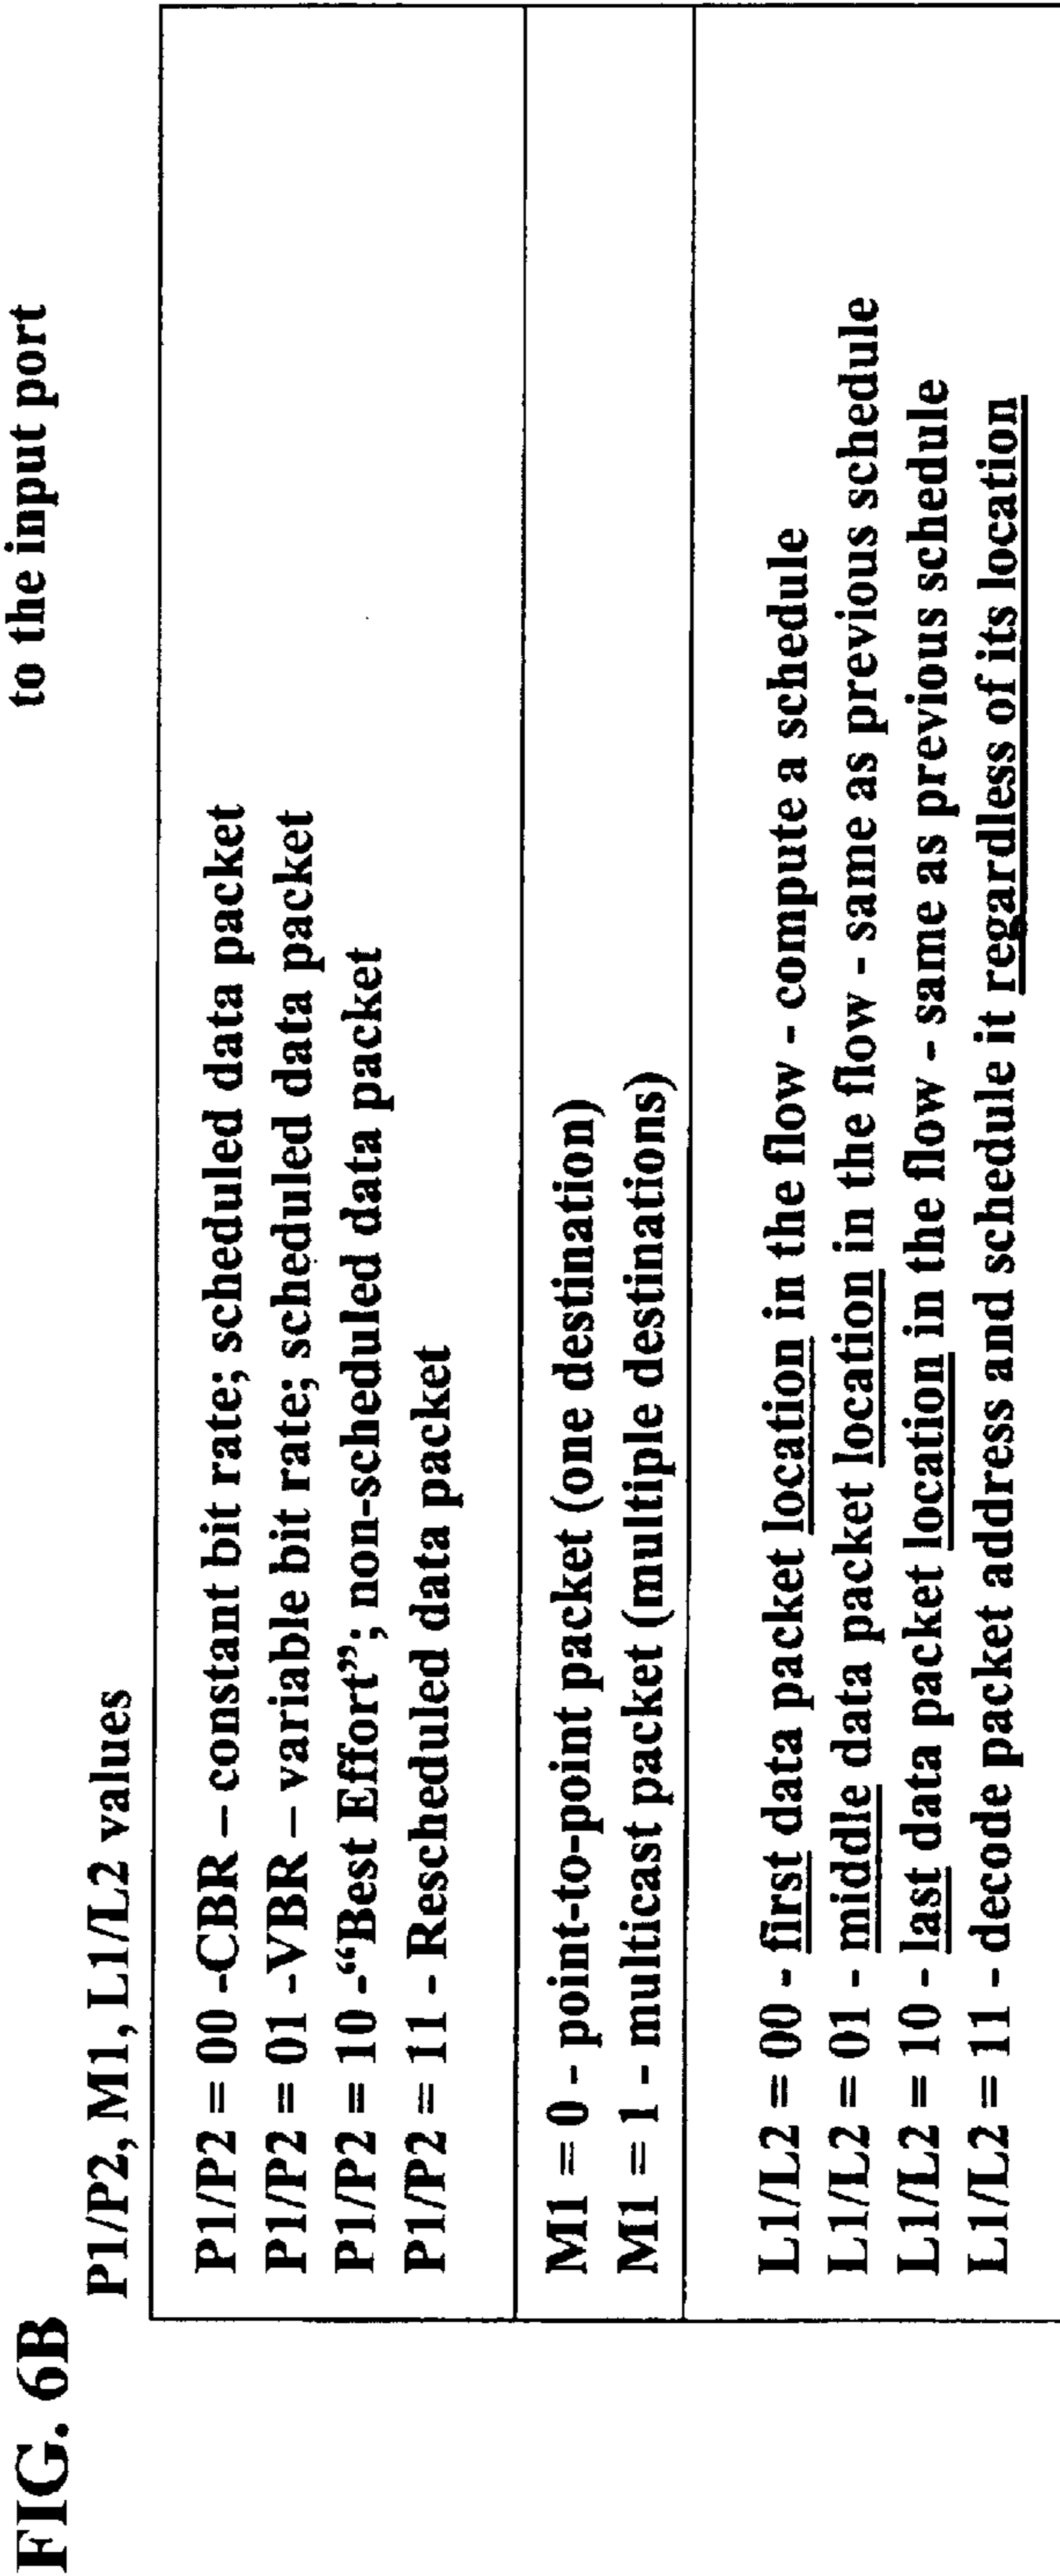 to the input port
FIG. 6B
P1/P2, M1, L1/L2 values
P1/P2 = 00 -CBR – constant bit rate; scheduled data packet
P1/P2 = 01 -VBR – variable bit rate; scheduled data packet
P1/P2 = 10 -“Best Effort”; non-scheduled data packet
P1/P2 = 11 - Rescheduled data packet
M1 = 0 - point-to-point packet (one destination)
M1 = 1 - multicast packet (multiple destinations)
L1/L2 = 00 - first data packet location in the flow - compute a schedule
L1/L2 = 01 - middle data packet location in the flow - same as previous schedule
L1/L2 = 10 - last data packet location in the flow - same as previous schedule
L1/L2 = 11 - decode packet address and schedule it regardless of its location